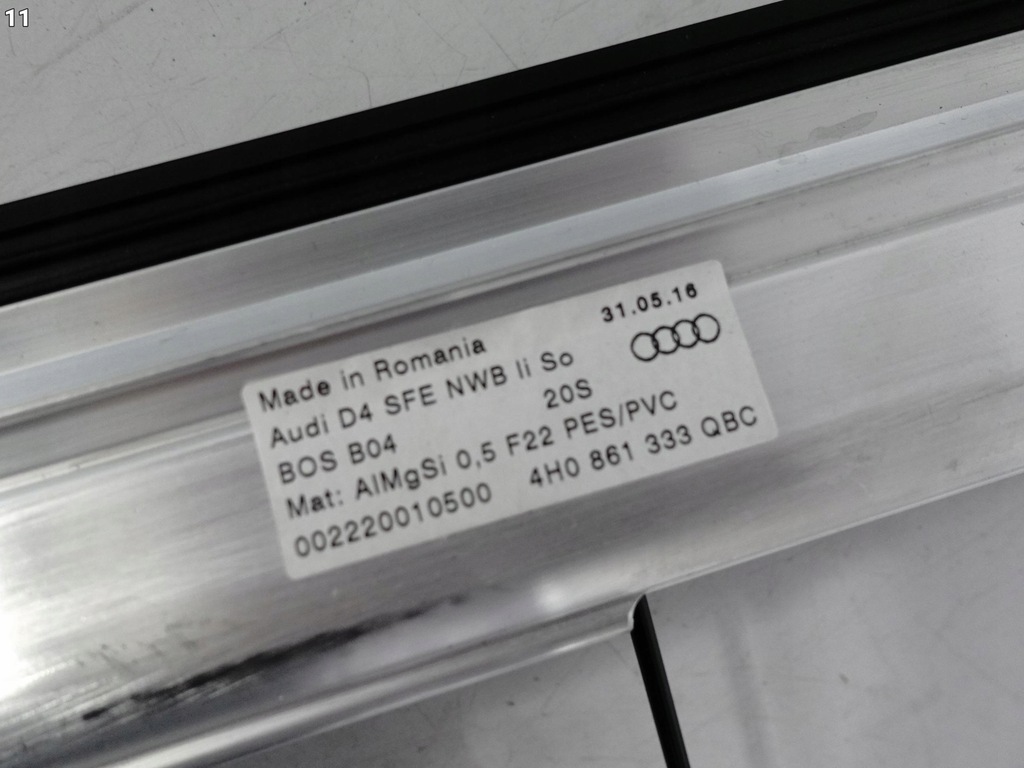 11
31.05.16
Made in Romania
Audi D4 SFE NWB li So
BOS B04 20S
Mat: AlMgSi 0,5 F22 PES/PVC
002220010500 4H0 861 333 QBC